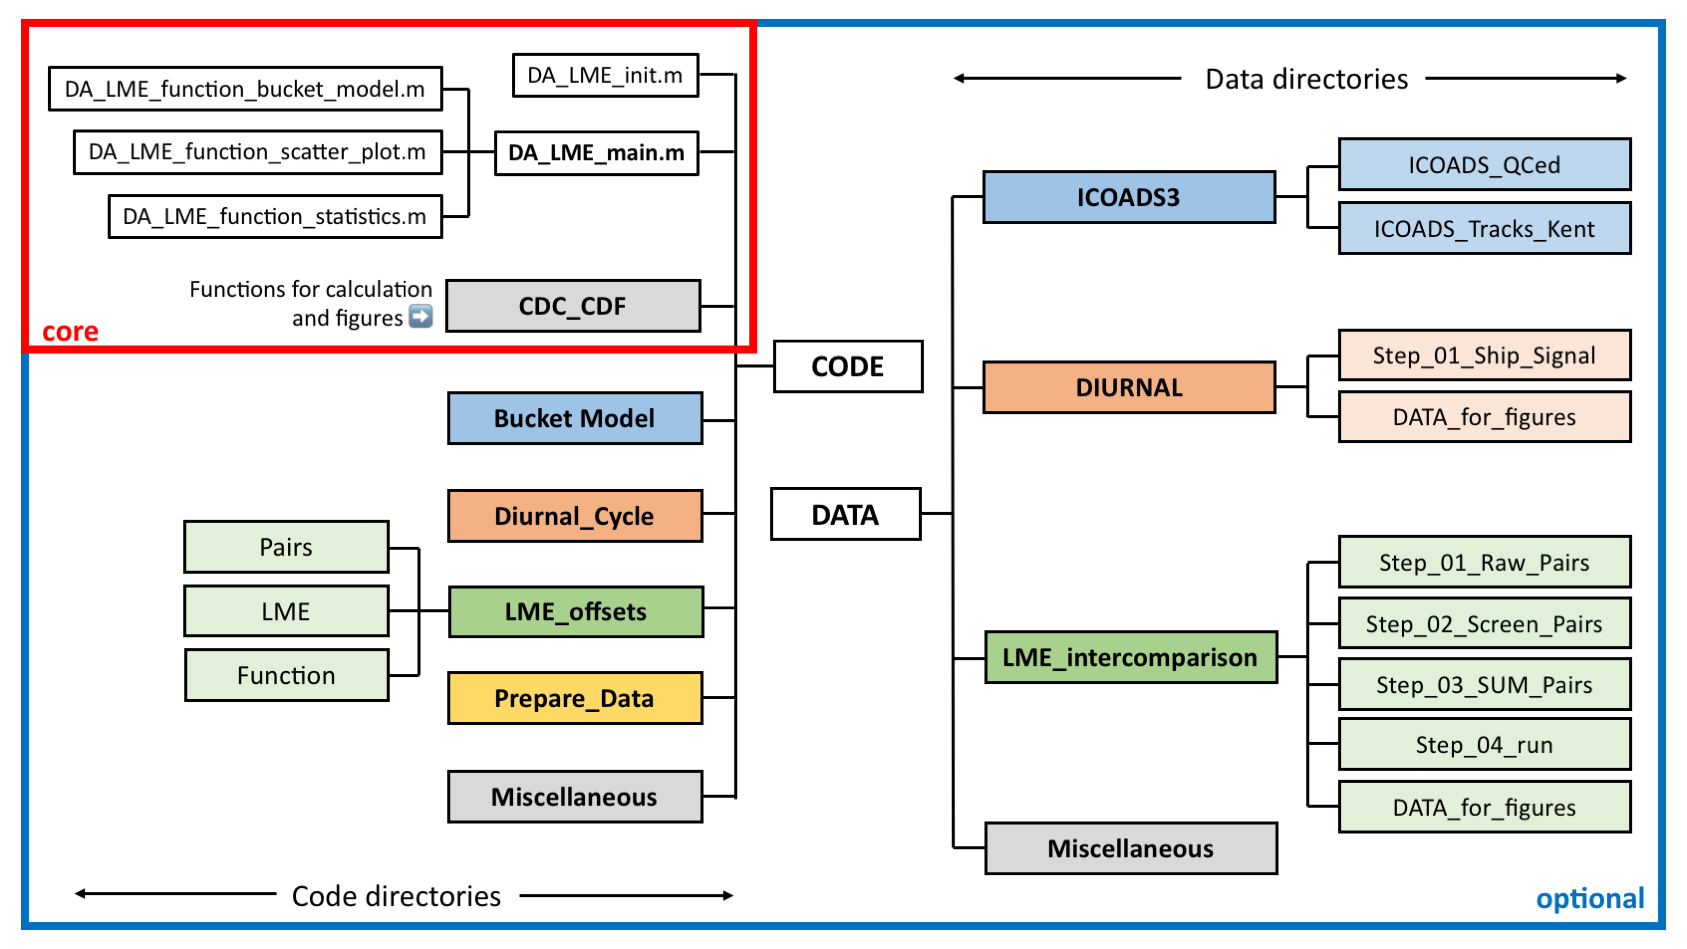 DA_LME_init.m
DA_LME_function_bucket_model.m
DA_LME_function_scatter_plot.m
DA_LME_main.m
DA_LME_function_statistics.m
Functions for calculation
and figures
CDC_CDF
core
CODE
Bucket Model
Diurnal_Cycle
Pairs
LME
Function
LME_offsets
Prepare_Data
Miscellaneous
Code directories
Data directories
DATA
ICOADS3
ICOADS_QCed
ICOADS_Tracks_Kent
DIURNAL
Step_01_Ship_Signal
DATA_for_figures
LME_intercomparison
Step_01_Raw_Pairs
Step_02_Screen_Pairs
Step_03_SUM_Pairs
Step_04_run
DATA_for_figures
Miscellaneous
optional